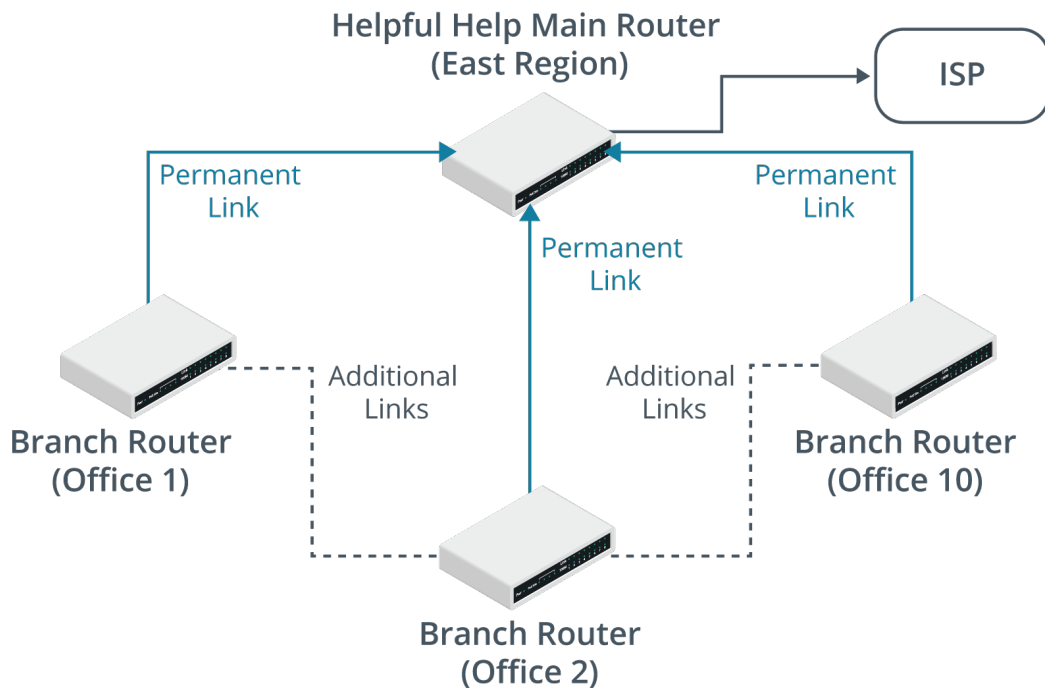 Helpful Help Main Router
(East Region)
ISP
Permanent
Link
Permanent
Link
Permanent
Link
Additional
Links
Additional
Links
Branch Router
(Office 1)
Branch Router
(Office 10)
Branch Router
(Office 2)